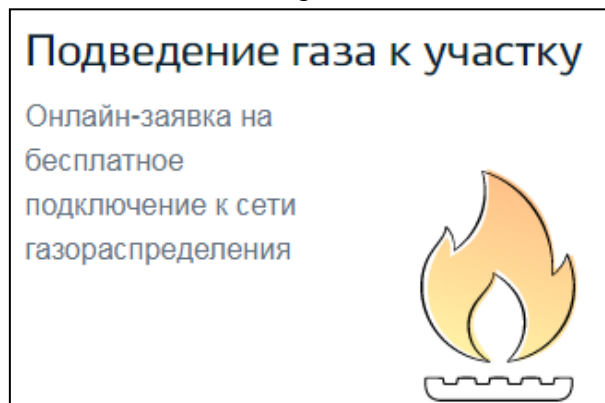 Подведение газа к участку
Онлайн-заявка на
бесплатное
подключение к сети
газораспределения